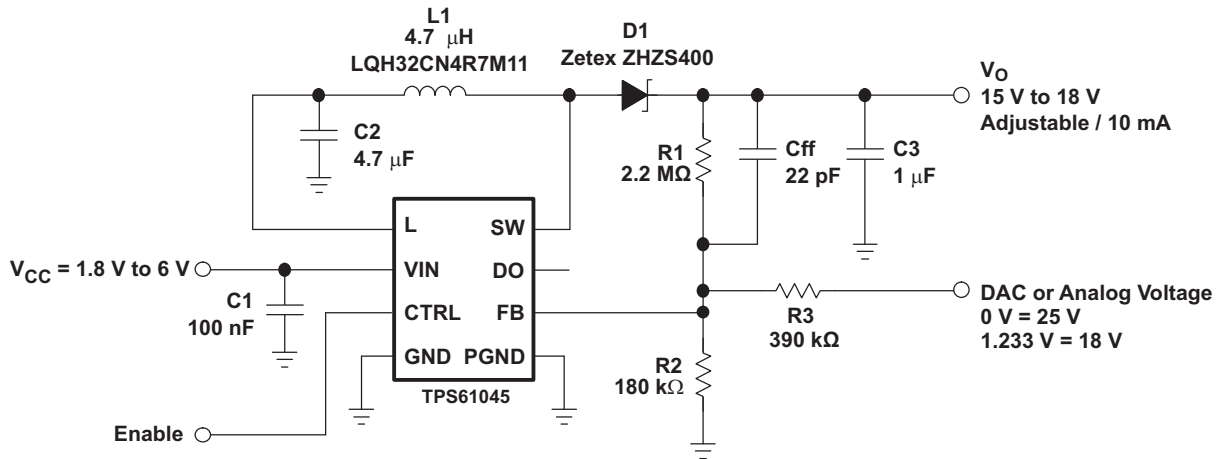 L1
4.7 μH
LQH32CN4R7M11
D1
Zetex ZHZS400
VO
15 V to 18 V
Adjustable / 10 mA
C2
4.7 μF
R1
2.2 MΩ
Cff
22 pF
C3
1 μF
L
SW
VCC = 1.8 V to 6 V
VIN
DO
C1
100 nF
CTRL
FB
R3
390 kΩ
DAC or Analog Voltage
0 V = 25 V
1.233 V = 18 V
GND
PGND
R2
180 kΩ
TPS61045
Enable